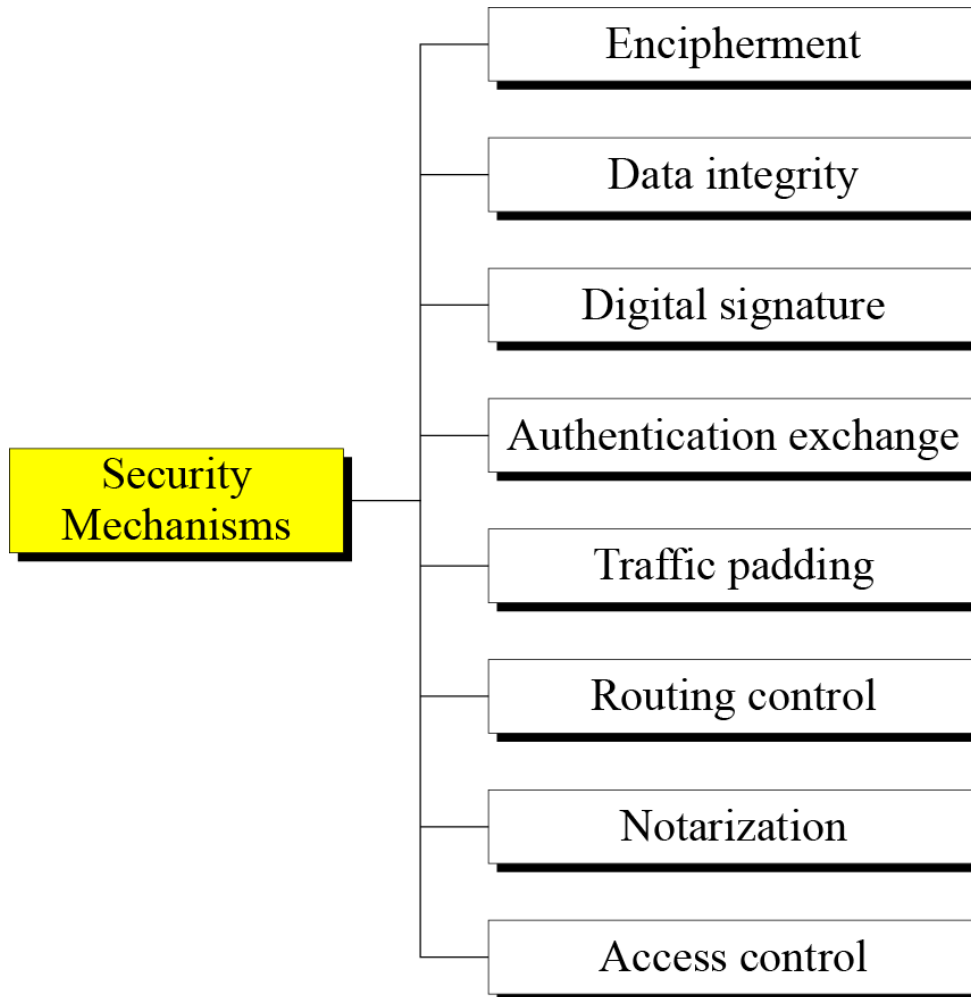 Encipherment
Data integrity
Digital signature
Authentication exchange
Security
Mechanisms
Traffic padding
Routing control
Notarization
Access control